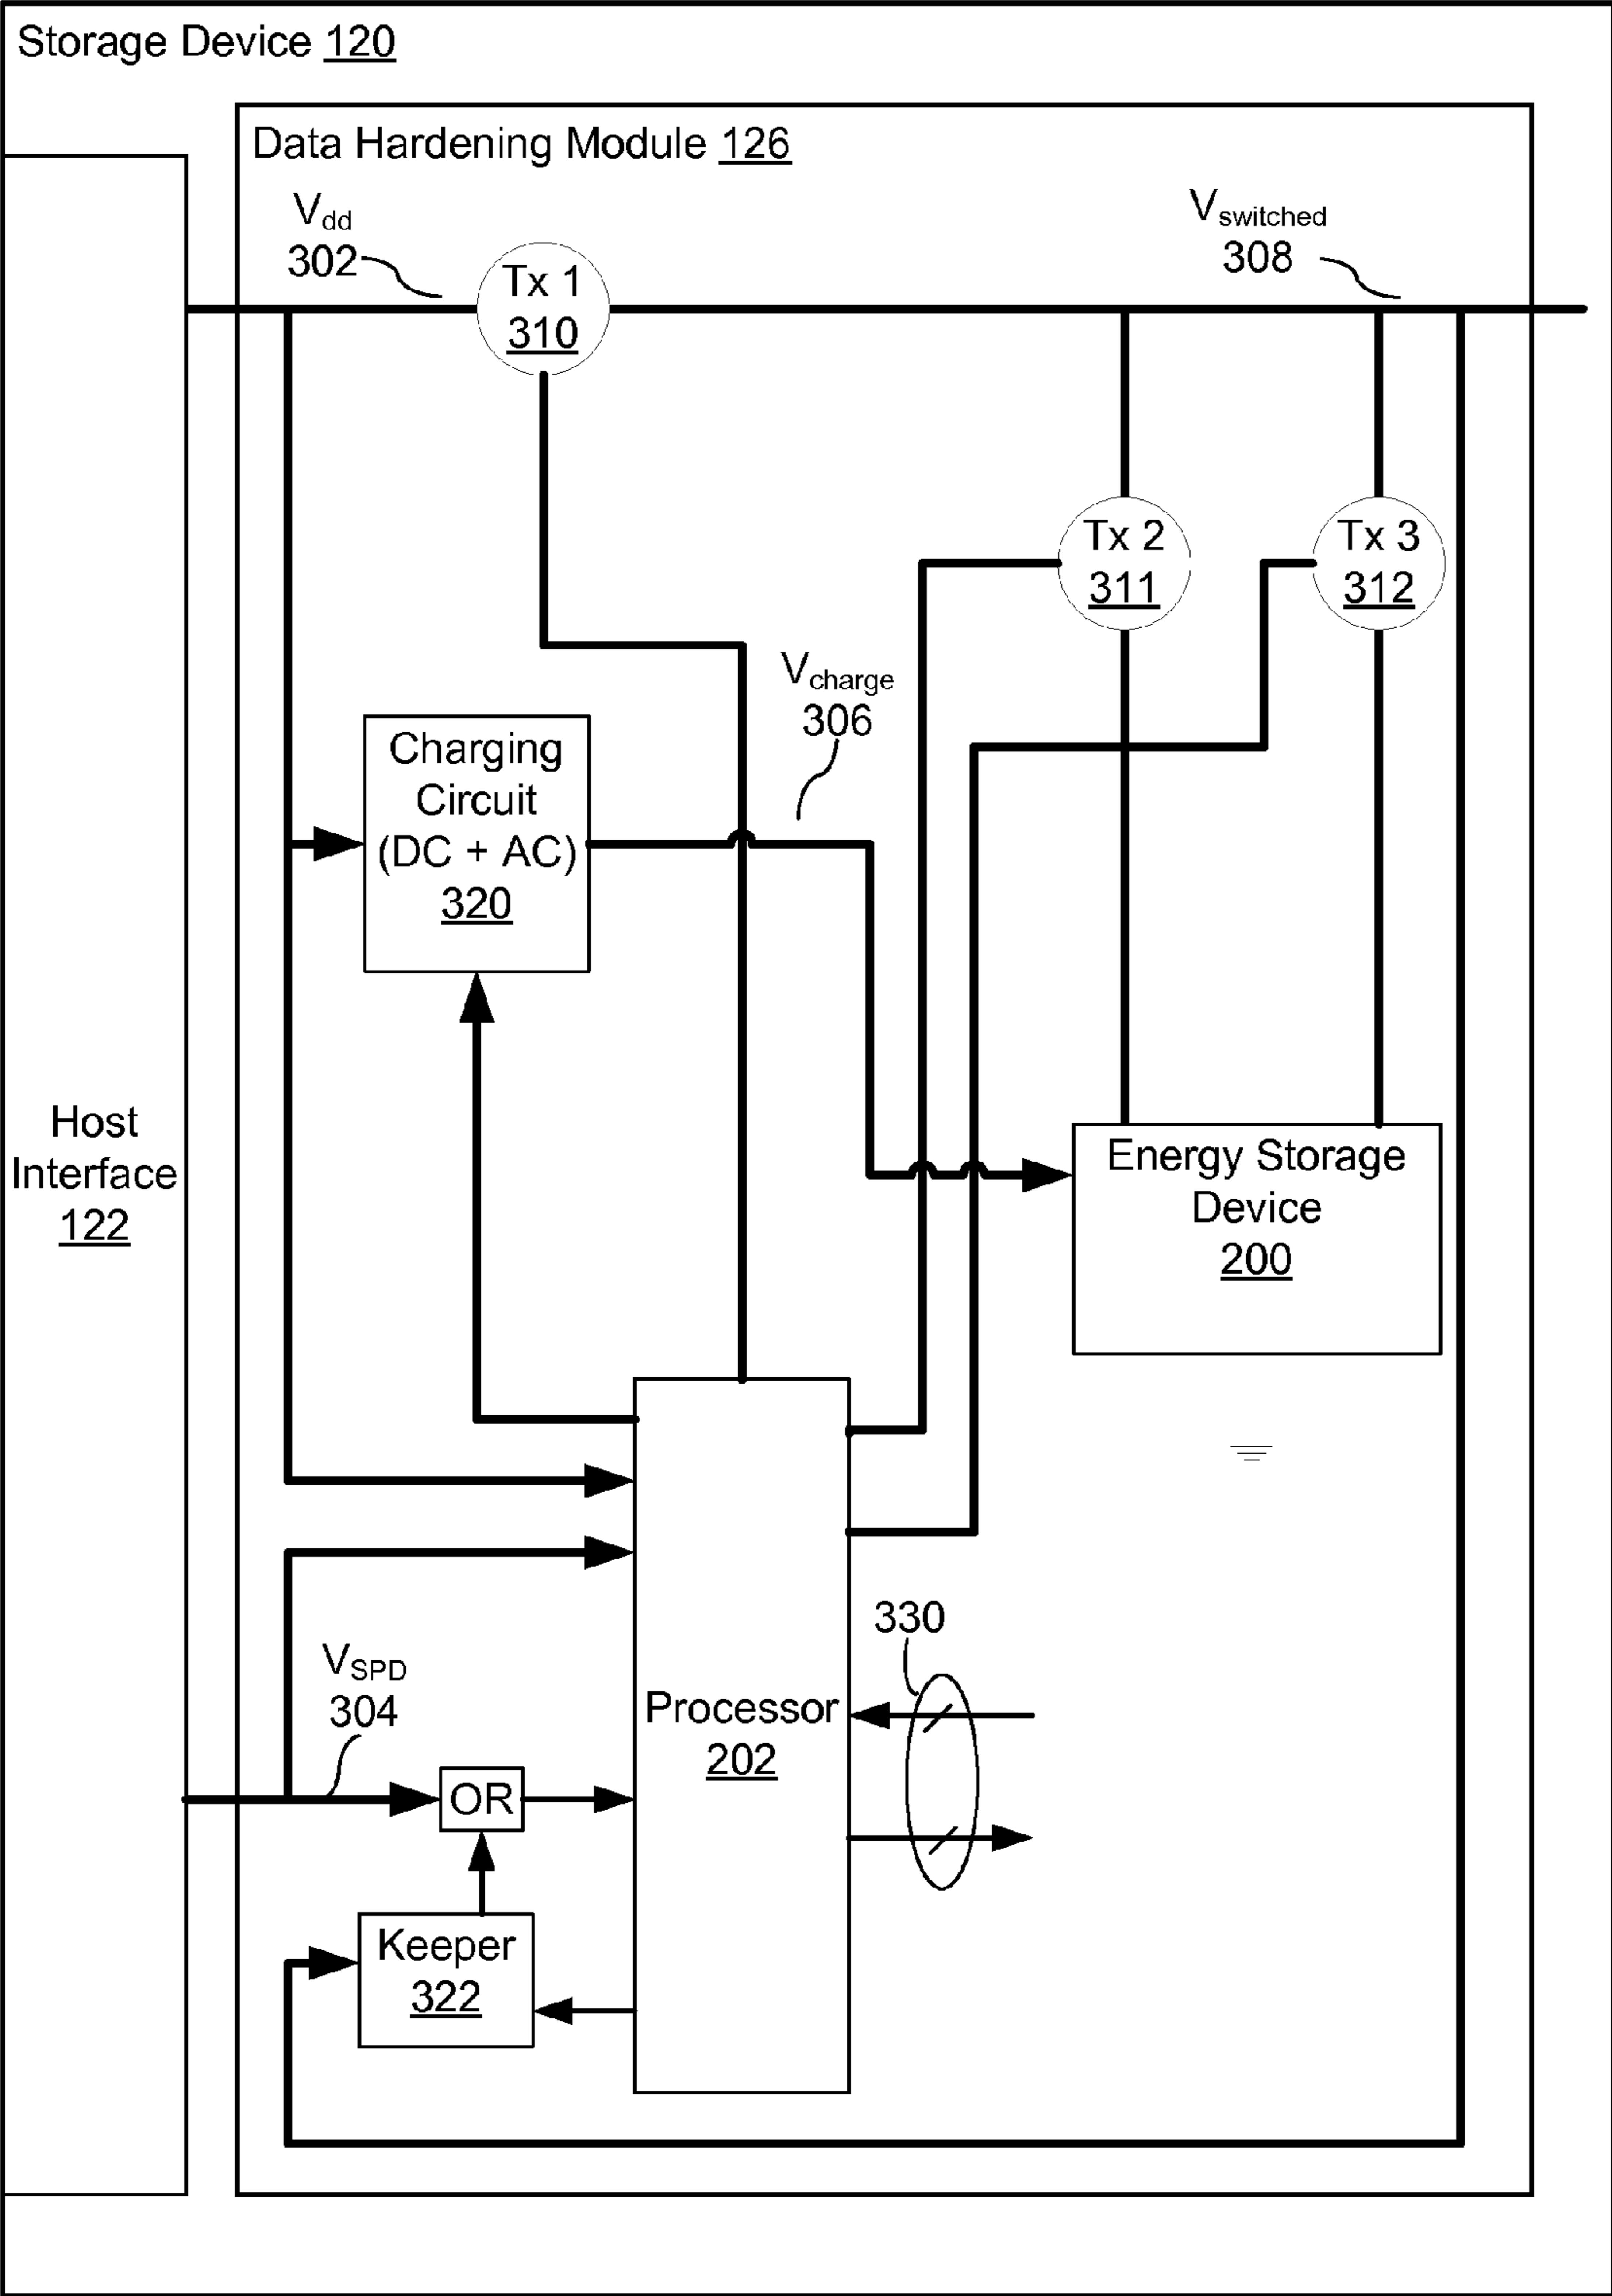 Storage Device 120
Data Hardening Module 126
Vdd
302
Vswitched
308
Tx 1
310
Tx 2
311
Tx 3
312
Vcharge
306
Charging
Circuit
(DC + AC)
320
Host
Interface
122
Energy Storage
Device
200
330
VSPD
304
Processor
202
OR
Keeper
322